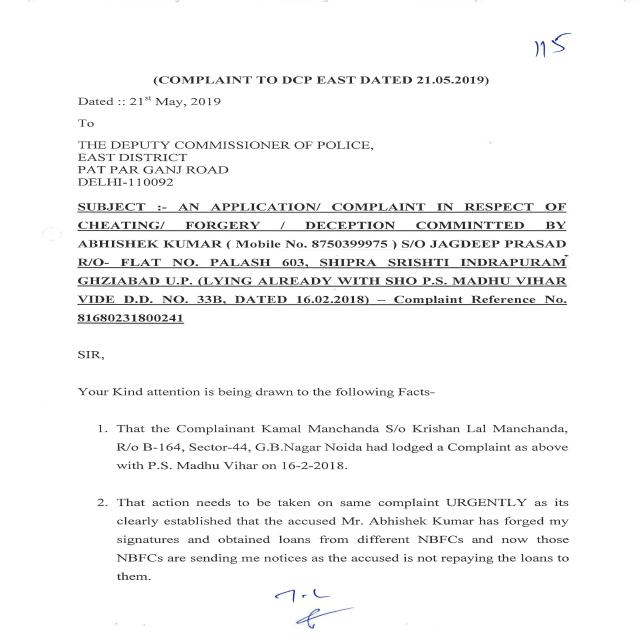 115
(COMPLAINT TO DCP EAST DATED 21.05.2019)
Dated :: 21st May, 2019
To
THE DEPUTY COMMISSIONER OF POLICE,
EAST DISTRICT
PAT PAR GANJ ROAD
DELHI-110092
SUBJECT :- AN APPLICATION/ COMPLAINT IN RESPECT OF
CHEATING/ FORGERY / DECEPTION COMMINTTED BY
ABHISHEK KUMAR ( Mobile No. 8750399975 ) S/O JAGDEEP PRASAD
R/O- FLAT NO. PALASH 603, SHIPRA SRISHTI INDRAPURAM
GHZIABAD U.P. (LYING ALREADY WITH SHO P.S. MADHU VIHAR
VIDE D.D. NO. 33B, DATED 16.02.2018) – Complaint Reference No.
81680231800241
SIR,
Your Kind attention is being drawn to the following Facts-
1. That the Complainant Kamal Manchanda S/o Krishan Lal Manchanda,
R/o B-164, Sector-44, G.B.Nagar Noida had lodged a Complaint as above
with P.S. Madhu Vihar on 16-2-2018.
2. That action needs to be taken on same complaint URGENTLY as its
clearly established that the accused Mr. Abhishek Kumar has forged my
signatures and obtained loans from different NBFCs and now those
NBFCs are sending me notices as the accused is not repaying the loans to
them.